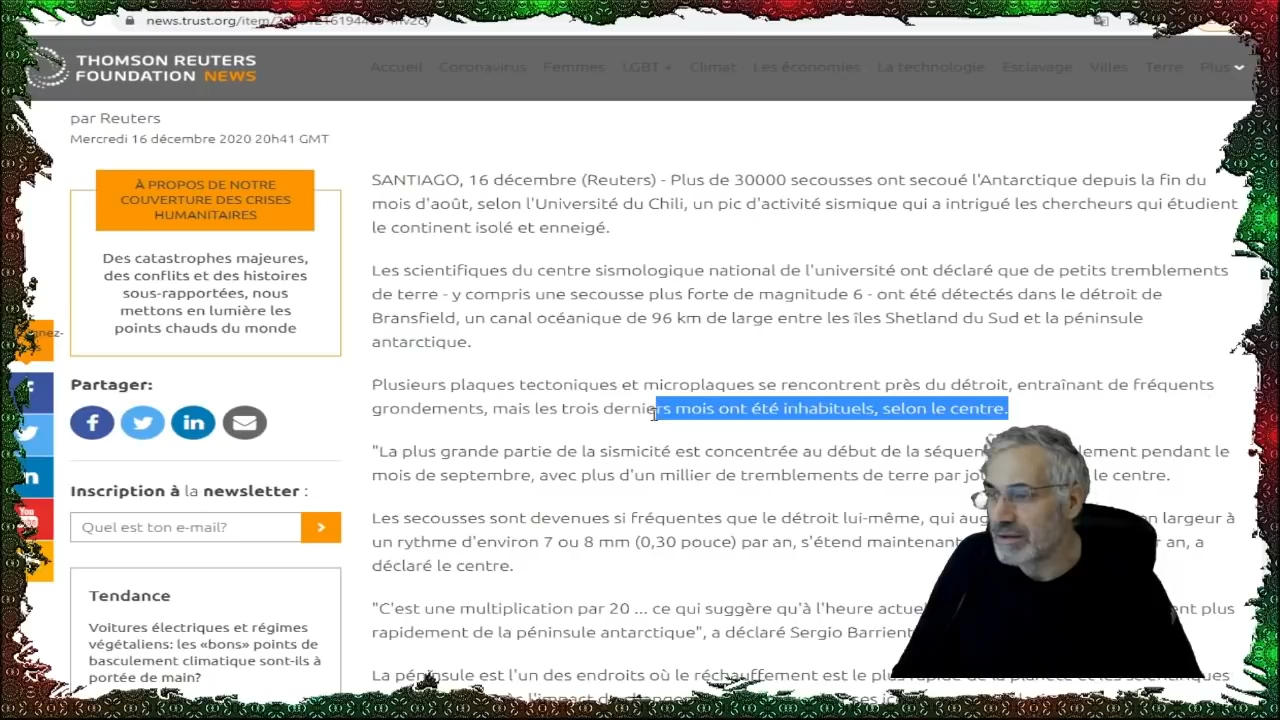 news.trust.org/item/
THOMSON REUTERS
FOUNDATION NEWS
Accueil Coronavirus Femmes LGBT + Climat Les économies La technologie Esclavage Villes Terre Plus
par Reuters
Mercredi 16 décembre 2020 20h41 GMT
À PROPOS DE NOTRE
COUVERTURE DES CRISES
HUMANITAIRES
Des catastrophes majeures,
des conflits et des histoires
sous-rapportées, nous
mettons en lumière les
points chauds du monde
Partager:
Inscription à la newsletter :
Quel est ton e-mail?
Tendance
Voitures électriques et régimes
végétaliens: les «bons» points de
basculement climatique sont-ils à
portée de main?
SANTIAGO, 16 décembre (Reuters) - Plus de 30000 secousses ont secoué l'Antarctique depuis la fin du
mois d'août, selon l'Université du Chili, un pic d'activité sismique qui a intrigué les chercheurs qui étudient
le continent isolé et enneigé.
Les scientifiques du centre sismologique national de l'université ont déclaré que de petits tremblements
de terre - y compris une secousse plus forte de magnitude 6 - ont été détectés dans le détroit de
Bransfield, un canal océanique de 96 km de large entre les îles Shetland du Sud et la péninsule
antarctique.
Plusieurs plaques tectoniques et microplaques se rencontrent près du détroit, entraînant de fréquents
grondements, mais les trois derniers mois ont été inhabituels, selon le centre.
"La plus grande partie de la sismicité est concentrée au début de la pendant le
mois de septembre, avec plus d'un millier de tremblements de terre par le centre.
Les secousses sont devenues si fréquentes que le détroit lui-même, qui en largeur à
un rythme d'environ 7 ou 8 mm (0,30 pouce) par an, s'étend an, a
déclaré le centre.
"C'est une multiplication par 20 ... ce qui suggère qu'à l'heure plus
rapidement de la péninsule antarctique", a déclaré Sergio
La péninsule est l'un des endroits où le réchauffement est le plus de la planète et les scientifiques